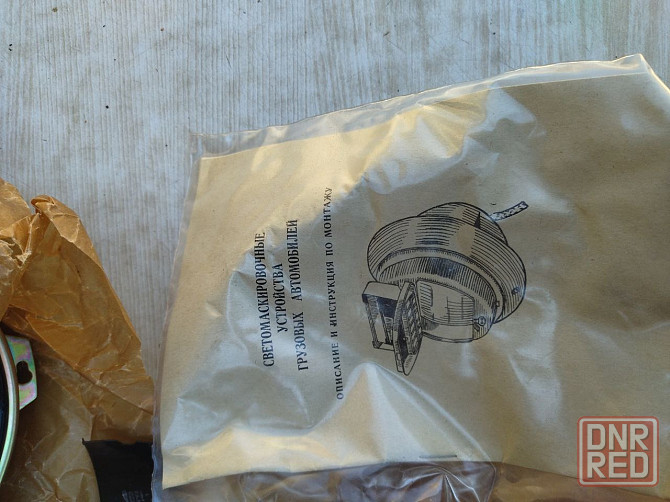 СВЕТОМАСКИРОВОЧНЫЕ
УСТРОЙСТВА
ГРУЗОВЫХ АВТОМОБИЛЕЙ
ОПИСАНИЕ И ИНСТРУКЦИЯ ПО МОНТАЖУ
DNR
RED